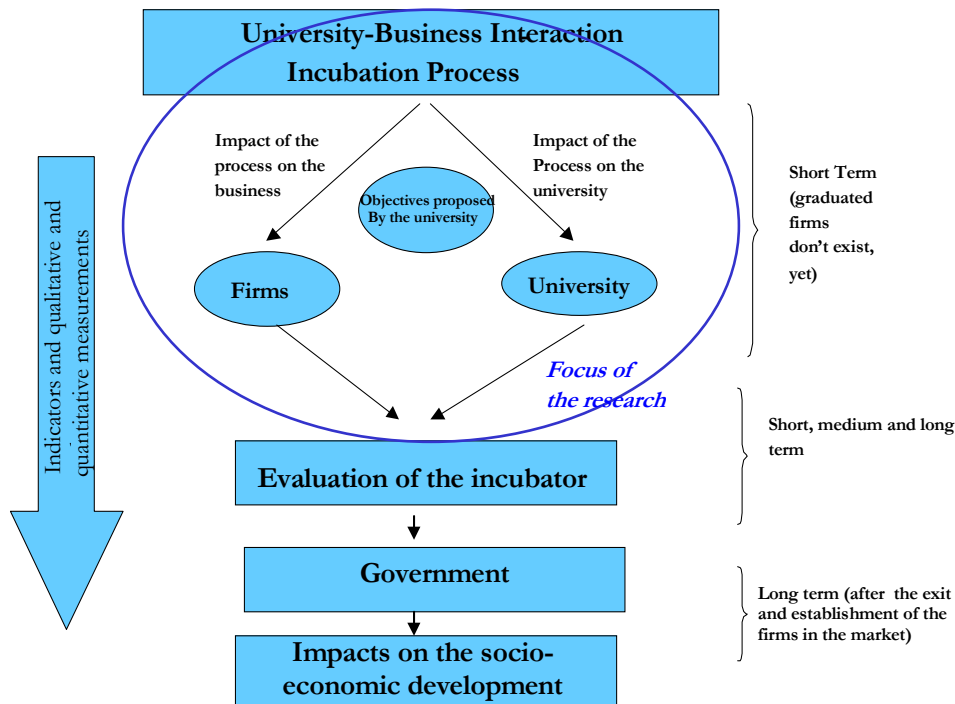 University-Business Interaction
Incubation Process
Impact of the
process on the
business
Impact of the
Process on the
university
Objectives proposed
By the university
Firms
University
Focus of
the research
Evaluation of the incubator
Government
Impacts on the socio-
economic development
Indicators and qualitative and
quantitative measurements
Short Term
(graduated
firms
don't exist,
yet)
Short, medium and long
term
Long term (after the exit
and establishment of the
firms in the market)